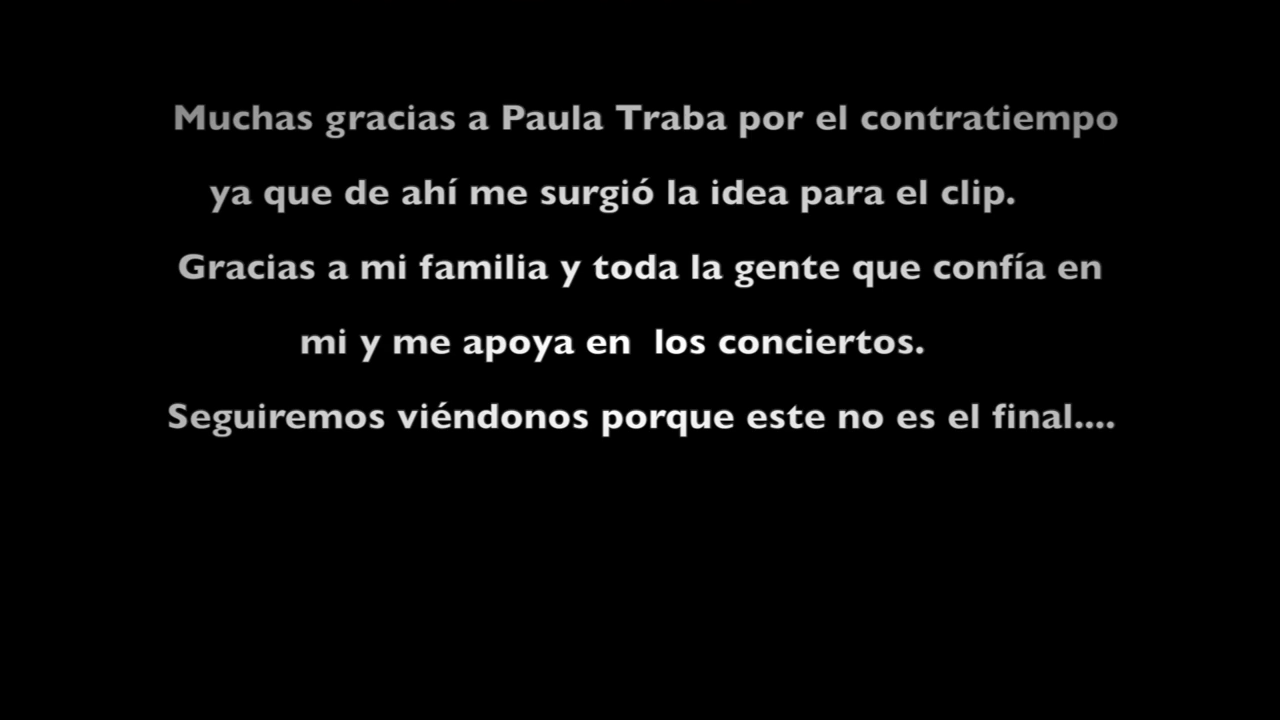 Muchas gracias a Paula Traba por el contratiempo
ya que de ahí me surgió la idea para el clip.
Gracias a mi familia y toda la gente que confía en
mi y me apoya en  los conciertos.
Seguiremos viéndonos porque este no es el final....